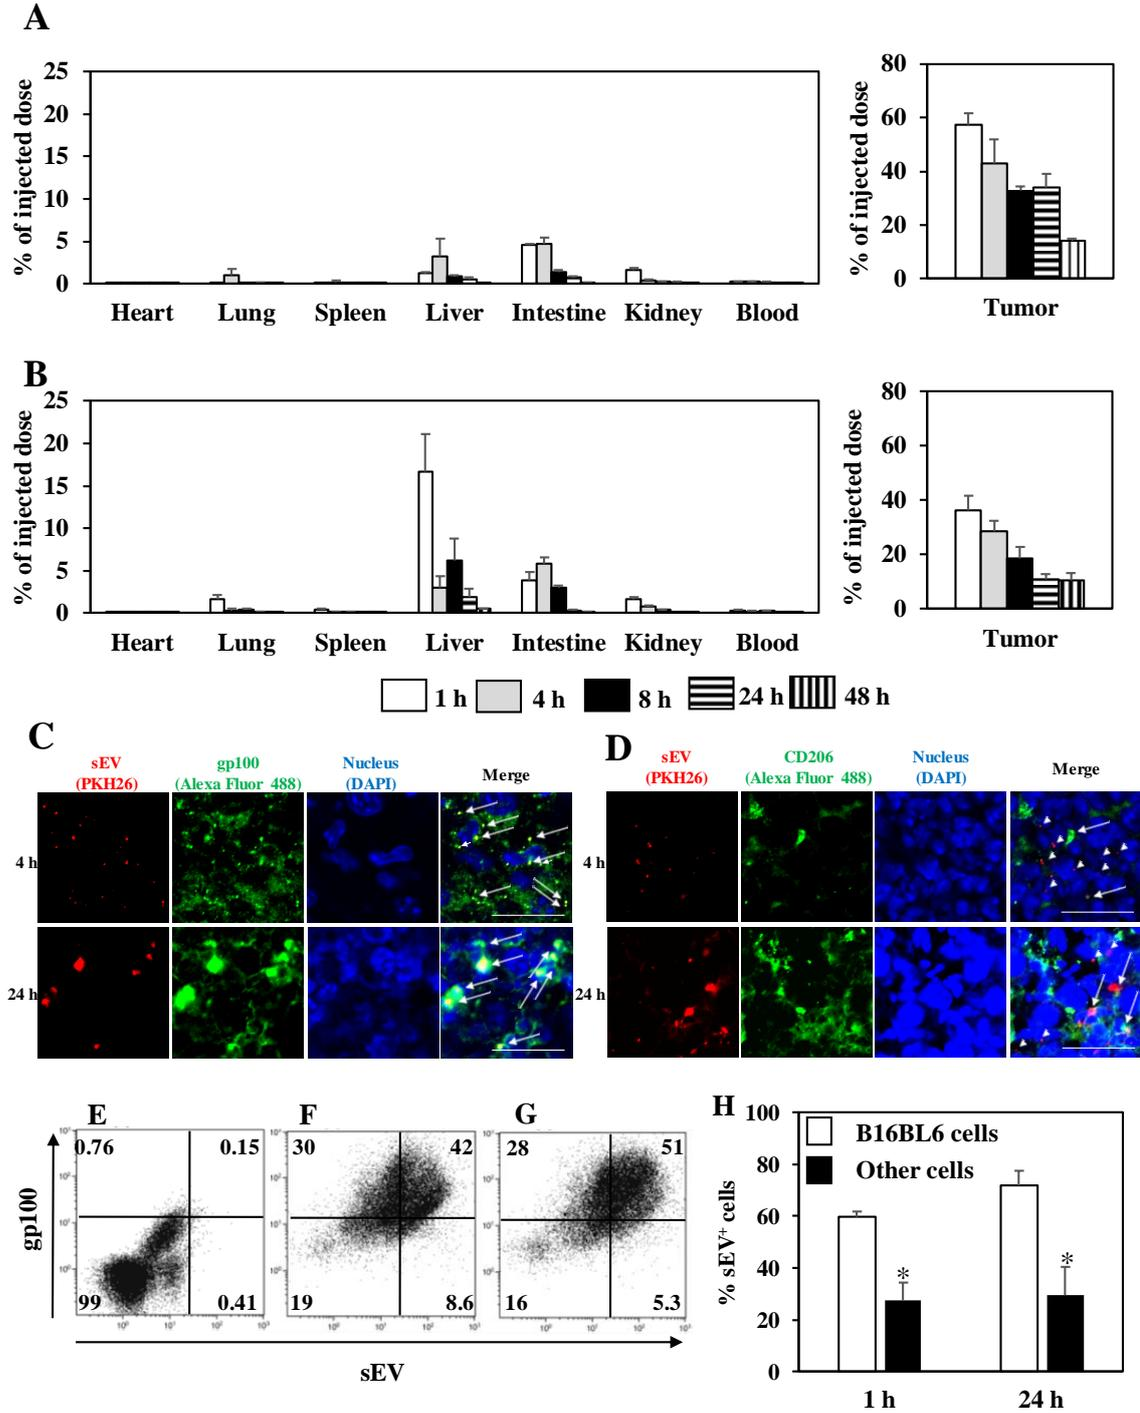 A
25
20
15
10
5
0
% of injected dose
Heart Lung Spleen Liver Intestine Kidney Blood
80
60
40
20
0
% of injected dose
Tumor
B
25
20
15
10
5
0
% of injected dose
Heart Lung Spleen Liver Intestine Kidney Blood
80
60
40
20
0
% of injected dose
Tumor
1 h 4 h 8 h 24 h 48 h
C
sEV (PKH26)
gp100 (Alexa Fluor 488)
Nucleus (DAPI)
Merge
4 h
24 h
D
sEV (PKH26)
CD206 (Alexa Fluor 488)
Nucleus (DAPI)
Merge
4 h
24 h
E
0.76 0.15
99 0.41
F
30 42
19 8.6
G
28 51
16 5.3
gp100
sEV
H
100
80
60
40
20
0
% sEV⁺ cells
B16BL6 cells
Other cells
*
*
1 h 24 h